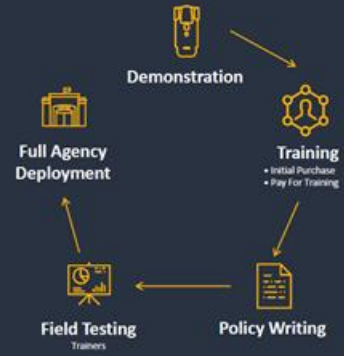 Demonstration
Training
• Initial Purchase
• Pay For Training
Policy Writing
Field Testing
Trainers
Full Agency
Deployment